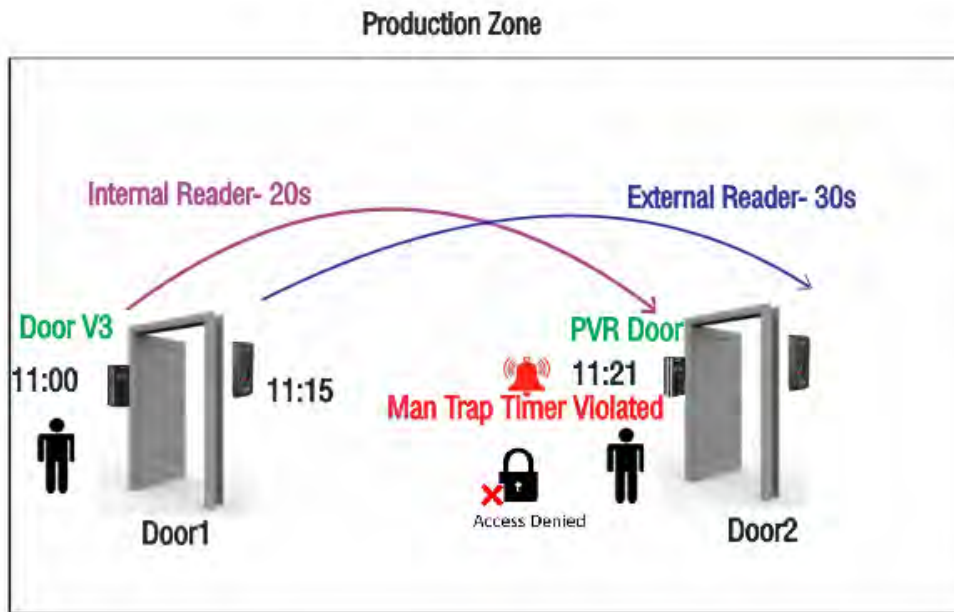 Production Zone
Internal Reader- 20s
External Reader- 30s
Door V3
PVR Door
11:00
11:15
11:21
Man Trap Timer Violated
Access Denied
Door1
Door2